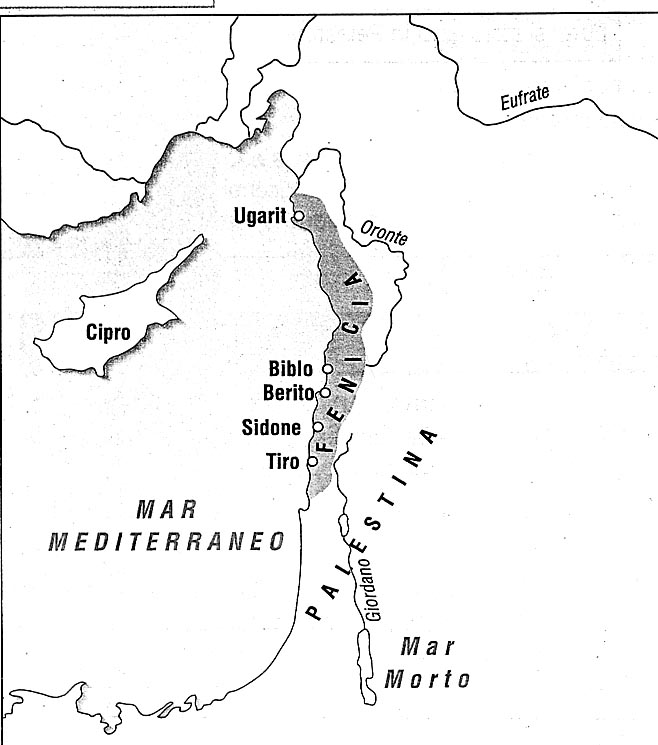 Eufrate
Ugarit
Oronte
Cipro
FENICIA
Biblo
Berito
Sidone
Tiro
MAR
MEDITERRANEO
PALESTINA
Giordano
Mar
Morto